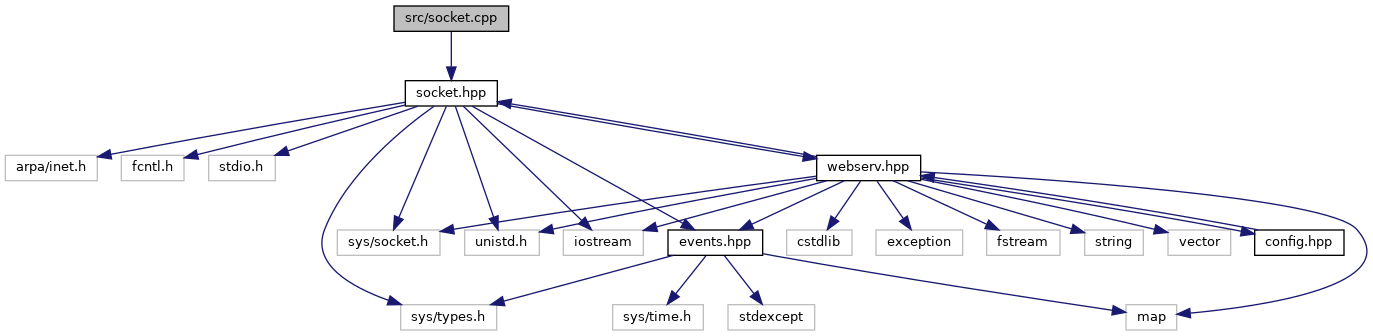 src/socket.cpp
socket.hpp
arpa/inet.h
fcntl.h
stdio.h
webserv.hpp
sys/socket.h
unistd.h
iostream
events.hpp
cstdlib
exception
fstream
string
vector
config.hpp
sys/types.h
sys/time.h
stdexcept
map